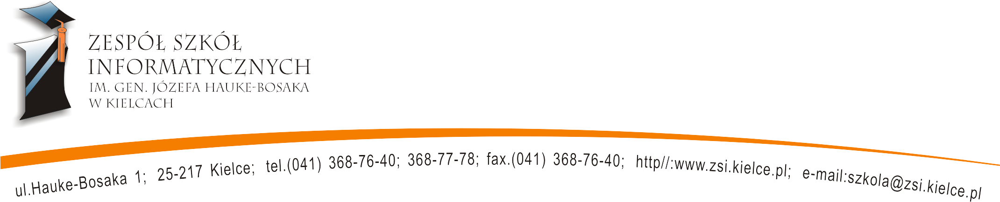 ZESPÓŁ SZKÓŁ
INFORMATYCZNYCH
IM. GEN. JÓZEFA HAUKE-BOSAKA
W KIELCACH
ul.Hauke-Bosaka 1; 25-217 Kielce; tel.(041) 368-76-40; 368-77-78; fax.(041) 368-76-40; http//:www.zsi.kielce.pl; e-mail:szkola@zsi.kielce.pl